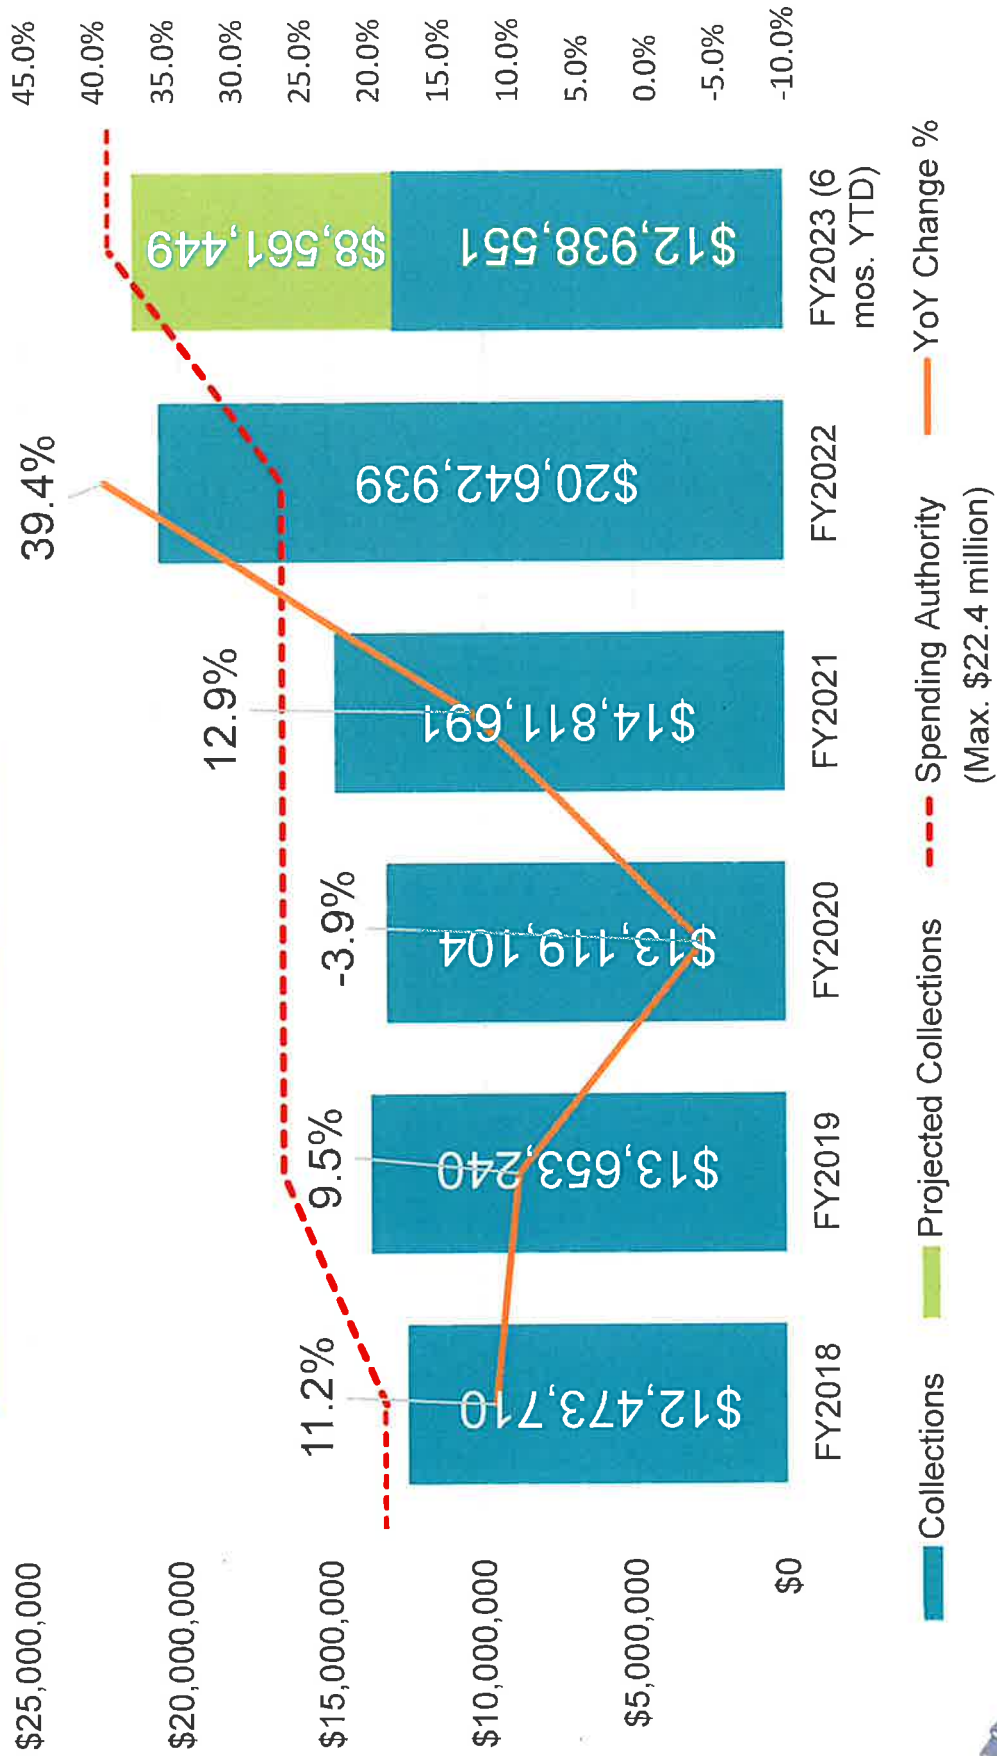 $25,000,000
$20,000,000
$15,000,000
$10,000,000
$5,000,000
$0
45.0%
40.0%
35.0%
30.0%
25.0%
20.0%
15.0%
10.0%
5.0%
0.0%
-5.0%
-10.0%
11.2%
9.5%
-3.9%
12.9%
39.4%
$12,473,710
$13,653,240
$13,119,104
$14,811,691
$20,642,939
$8,561,449
$12,938,551
FY2018
FY2019
FY2020
FY2021
FY2022
FY2023 (6
mos. YTD)
Collections
Projected Collections
Spending Authority
(Max. $22.4 million)
YoY Change %